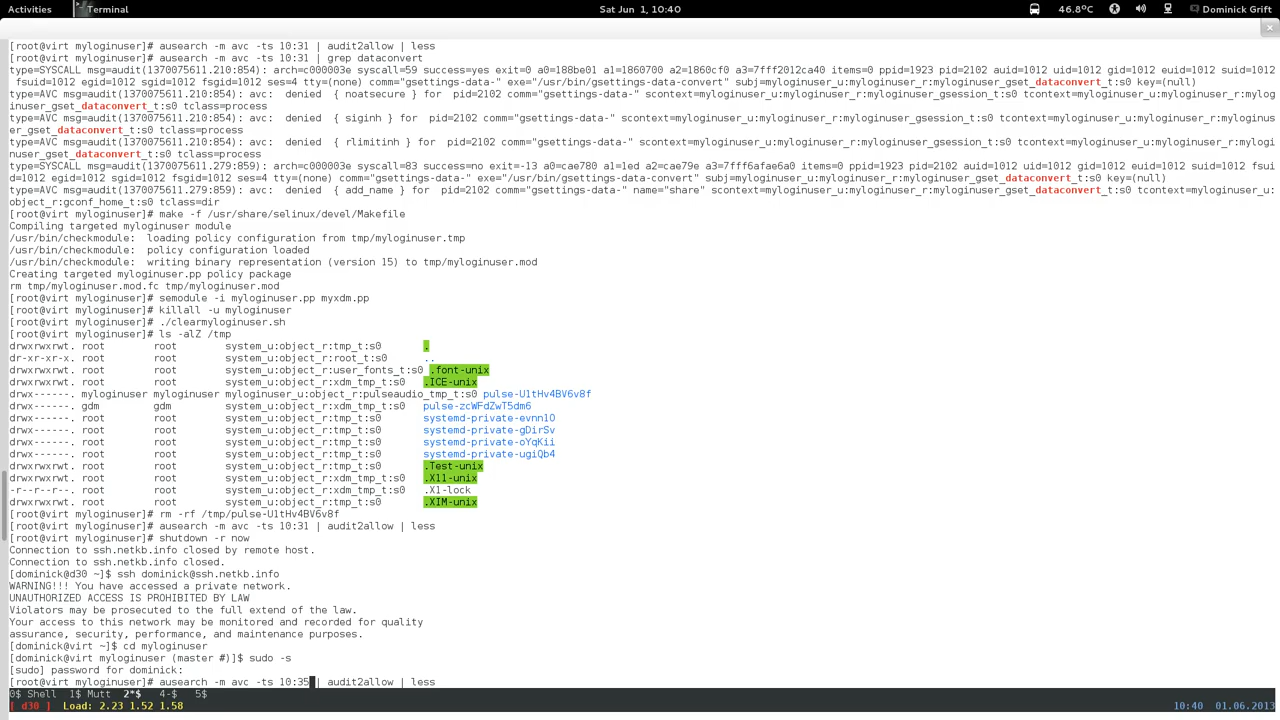 Activities Terminal Sat Jun 1, 10:40 46.8°C Dominick Grift
[root@virt myloginuser]# ausearch -m avc -ts 10:31 | audit2allow | less
[root@virt myloginuser]# ausearch -m avc -ts 10:31 | grep dataconvert
type=SYSCALL msg=audit(1370075611.210:854): arch=c000003e syscall=59 success=yes exit=0 a0=188be01 a1=1860700 a2=1860cf0 a3=7fff2012ca40 items=0 ppid=1923 pid=2102 auid=1012 uid=1012 gid=1012 euid=1012 suid=1012
 fsuid=1012 egid=1012 sgid=1012 fsgid=1012 ses=4 tty=(none) comm="gsettings-data-" exe="/usr/bin/gsettings-data-convert" subj=myloginuser_u:myloginuser_r:myloginuser_gset_dataconvert_t:s0 key=(null)
type=AVC msg=audit(1370075611.210:854): avc:  denied  { noatsecure } for  pid=2102 comm="gsettings-data-" scontext=myloginuser_u:myloginuser_r:myloginuser_gsession_t:s0 tcontext=myloginuser_u:myloginuser_r:mylog
inuser_gset_dataconvert_t:s0 tclass=process
type=AVC msg=audit(1370075611.210:854): avc:  denied  { siginh } for  pid=2102 comm="gsettings-data-" scontext=myloginuser_u:myloginuser_r:myloginuser_gsession_t:s0 tcontext=myloginuser_u:myloginuser_r:myloginus
er_gset_dataconvert_t:s0 tclass=process
type=AVC msg=audit(1370075611.210:854): avc:  denied  { rlimitinh } for  pid=2102 comm="gsettings-data-" scontext=myloginuser_u:myloginuser_r:myloginuser_gsession_t:s0 tcontext=myloginuser_u:myloginuser_r:mylogi
nuser_gset_dataconvert_t:s0 tclass=process
type=SYSCALL msg=audit(1370075611.279:859): arch=c000003e syscall=83 success=no exit=-13 a0=cae780 a1=1ed a2=cae79e a3=7fff6afae6a0 items=0 ppid=1923 pid=2102 auid=1012 uid=1012 gid=1012 euid=1012 suid=1012 fsui
d=1012 egid=1012 sgid=1012 fsgid=1012 ses=4 tty=(none) comm="gsettings-data-" exe="/usr/bin/gsettings-data-convert" subj=myloginuser_u:myloginuser_r:myloginuser_gset_dataconvert_t:s0 key=(null)
type=AVC msg=audit(1370075611.279:859): avc:  denied  { add_name } for  pid=2102 comm="gsettings-data-" name="share" scontext=myloginuser_u:myloginuser_r:myloginuser_gset_dataconvert_t:s0 tcontext=myloginuser_u:
object_r:gconf_home_t:s0 tclass=dir
[root@virt myloginuser]# make -f /usr/share/selinux/devel/Makefile
Compiling targeted myloginuser module
/usr/bin/checkmodule:  loading policy configuration from tmp/myloginuser.tmp
/usr/bin/checkmodule:  policy configuration loaded
/usr/bin/checkmodule:  writing binary representation (version 15) to tmp/myloginuser.mod
Creating targeted myloginuser.pp policy package
rm tmp/myloginuser.mod.fc tmp/myloginuser.mod
[root@virt myloginuser]# semodule -i myloginuser.pp myxdm.pp
[root@virt myloginuser]# killall -u myloginuser
[root@virt myloginuser]# ./clearmyloginuser.sh
[root@virt myloginuser]# ls -alZ /tmp
drwxrwxrwt. root        root        system_u:object_r:tmp_t:s0       .
dr-xr-xr-x. root        root        system_u:object_r:root_t:s0      ..
drwxrwxrwt. root        root        system_u:object_r:user_fonts_t:s0 .font-unix
drwxrwxrwt. root        root        system_u:object_r:xdm_tmp_t:s0   .ICE-unix
drwx------. myloginuser myloginuser myloginuser_u:object_r:pulseaudio_tmp_t:s0 pulse-U1tHv4BV6v8f
drwx------. gdm         gdm         system_u:object_r:xdm_tmp_t:s0   pulse-zcWFdZwT5dm6
drwx------. root        root        system_u:object_r:tmp_t:s0       systemd-private-evnn10
drwx------. root        root        system_u:object_r:tmp_t:s0       systemd-private-gDirSv
drwx------. root        root        system_u:object_r:tmp_t:s0       systemd-private-oYqKii
drwx------. root        root        system_u:object_r:tmp_t:s0       systemd-private-ugiQb4
drwxrwxrwt. root        root        system_u:object_r:tmp_t:s0       .Test-unix
drwxrwxrwt. root        root        system_u:object_r:xdm_tmp_t:s0   .X11-unix
-r--r--r--. root        root        system_u:object_r:xdm_tmp_t:s0   .X1-lock
drwxrwxrwt. root        root        system_u:object_r:tmp_t:s0       .XIM-unix
[root@virt myloginuser]# rm -rf /tmp/pulse-U1tHv4BV6v8f
[root@virt myloginuser]# ausearch -m avc -ts 10:31 | audit2allow | less
[root@virt myloginuser]# shutdown -r now
Connection to ssh.netkb.info closed by remote host.
Connection to ssh.netkb.info closed.
[dominick@d30 ~]$ ssh dominick@ssh.netkb.info
WARNING!!! You have accessed a private network.
UNAUTHORIZED ACCESS IS PROHIBITED BY LAW
Violators may be prosecuted to the full extend of the law.
Your access to this network may be monitored and recorded for quality
assurance, security, performance, and maintenance purposes.
[dominick@virt ~]$ cd myloginuser
[dominick@virt myloginuser (master #)]$ sudo -s
[sudo] password for dominick:
[root@virt myloginuser]# ausearch -m avc -ts 10:35 | audit2allow | less
0$ Shell  1$ Mutt  2*$   4-$   5$
[ d30 ]  Load: 2.23 1.52 1.58 10:40 01.06.2013